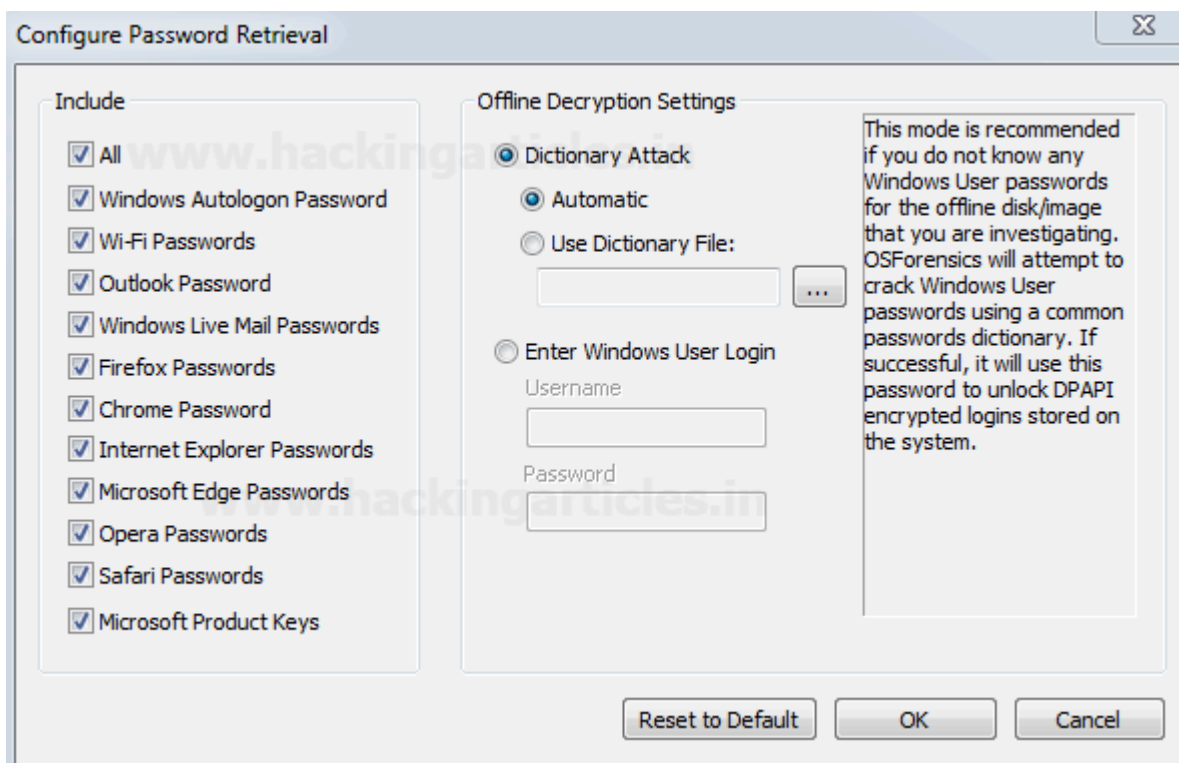 Configure Password Retrieval
Include
www.hackingarticles.in
All
Windows Autologon Password
Wi-Fi Passwords
Outlook Password
Windows Live Mail Passwords
Firefox Passwords
Chrome Password
Internet Explorer Passwords
Microsoft Edge Passwords
Opera Passwords
Safari Passwords
Microsoft Product Keys
Offline Decryption Settings
Dictionary Attack
Automatic
Use Dictionary File:
...
Enter Windows User Login
Username
Password
www.hackingarticles.in
This mode is recommended
if you do not know any
Windows User passwords
for the offline disk/image
that you are investigating.
OSForensics will attempt to
crack Windows User
passwords using a common
passwords dictionary. If
successful, it will use this
password to unlock DPAPI
encrypted logins stored on
the system.
Reset to Default
OK
Cancel